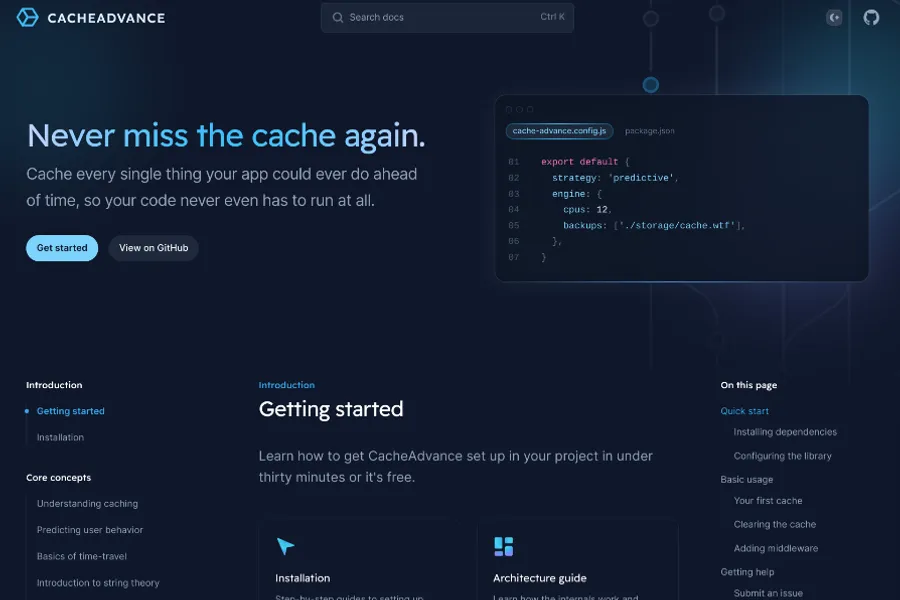 CACHEADVANCE
Search docs
Ctrl K
Never miss the cache again.
Cache every single thing your app could ever do ahead
of time, so your code never even has to run at all.
Get started
View on GitHub
cache-advance.config.js
package.json
01 export default {
02 strategy: 'predictive',
03 engine: {
04 cpus: 12,
05 backups: ['./storage/cache.wtf'],
06 },
07 }
Introduction
Getting started
Installation
Core concepts
Understanding caching
Predicting user behavior
Basics of time-travel
Introduction to string theory
Introduction
Getting started
Learn how to get CacheAdvance set up in your project in under
thirty minutes or it's free.
Installation
Step-by-step guides to setting up
Architecture guide
Learn how the internals work and
On this page
Quick start
Installing dependencies
Configuring the library
Basic usage
Your first cache
Clearing the cache
Adding middleware
Getting help
Submit an issue